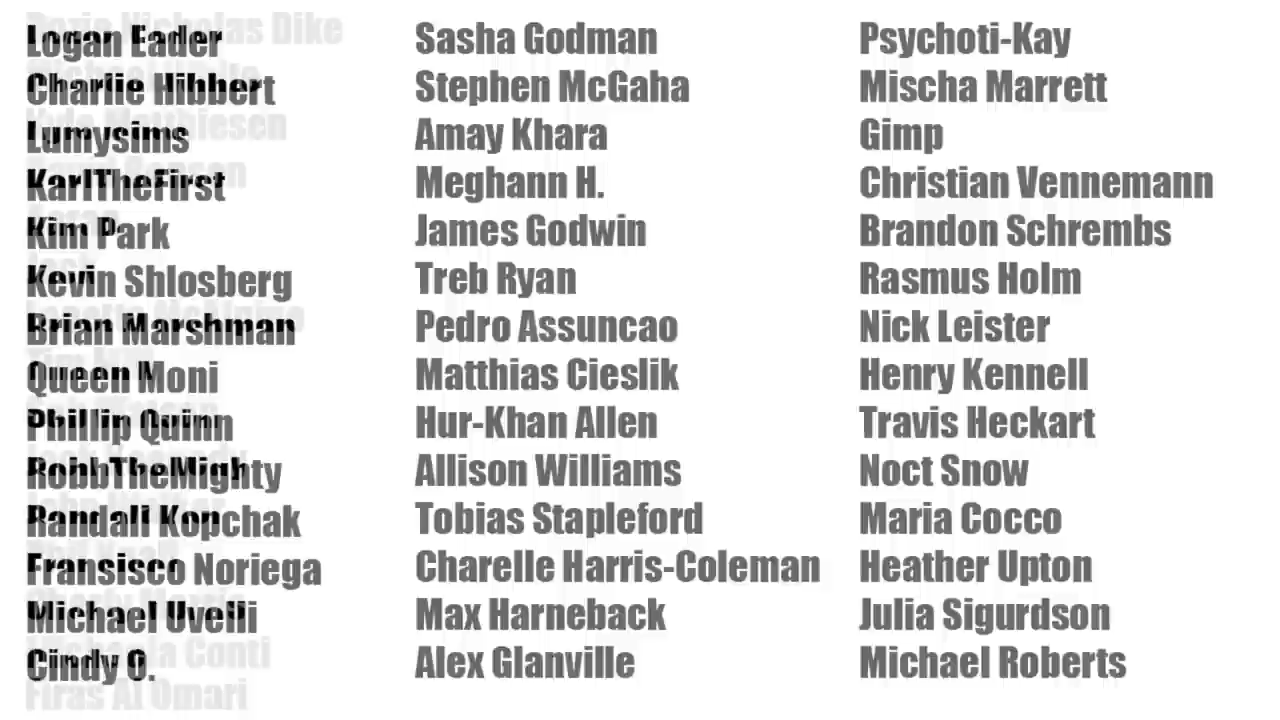 Logan Eader
Charlie Hibbert
Lumysims
KarlTheFirst
Kim Park
Kevin Shlosberg
Brian Marshman
Queen Moni
Phillip Quinn
RobbTheMighty
Randall Kopchak
Fransisco Noriega
Michael Uvelli
Cindy O.
Sasha Godman
Stephen McGaha
Amay Khara
Meghann H.
James Godwin
Treb Ryan
Pedro Assuncao
Matthias Cieslik
Hur-Khan Allen
Allison Williams
Tobias Stapleford
Charelle Harris-Coleman
Max Harneback
Alex Glanville
Psychoti-Kay
Mischa Marrett
Gimp
Christian Vennemann
Brandon Schrembs
Rasmus Holm
Nick Leister
Henry Kennell
Travis Heckart
Noct Snow
Maria Cocco
Heather Upton
Julia Sigurdson
Michael Roberts
Firas Al Omari